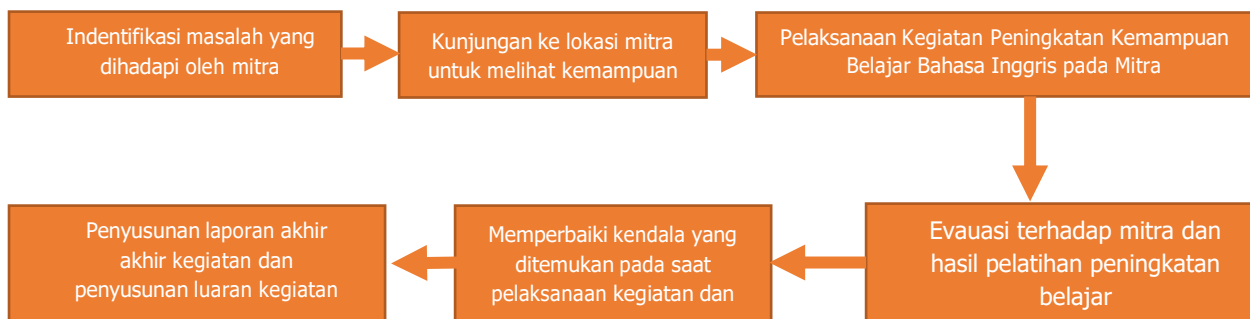 Indentifikasi masalah yang
dihadapi oleh mitra
Kunjungan ke lokasi mitra
untuk melihat kemampuan
Pelaksanaan Kegiatan Peningkatan Kemampuan
Belajar Bahasa Inggris pada Mitra
Evauasi terhadap mitra dan
hasil pelatihan peningkatan
belajar
Memperbaiki kendala yang
ditemukan pada saat
pelaksanaan kegiatan dan
Penyusunan laporan akhir
akhir kegiatan dan
penyusunan luaran kegiatan